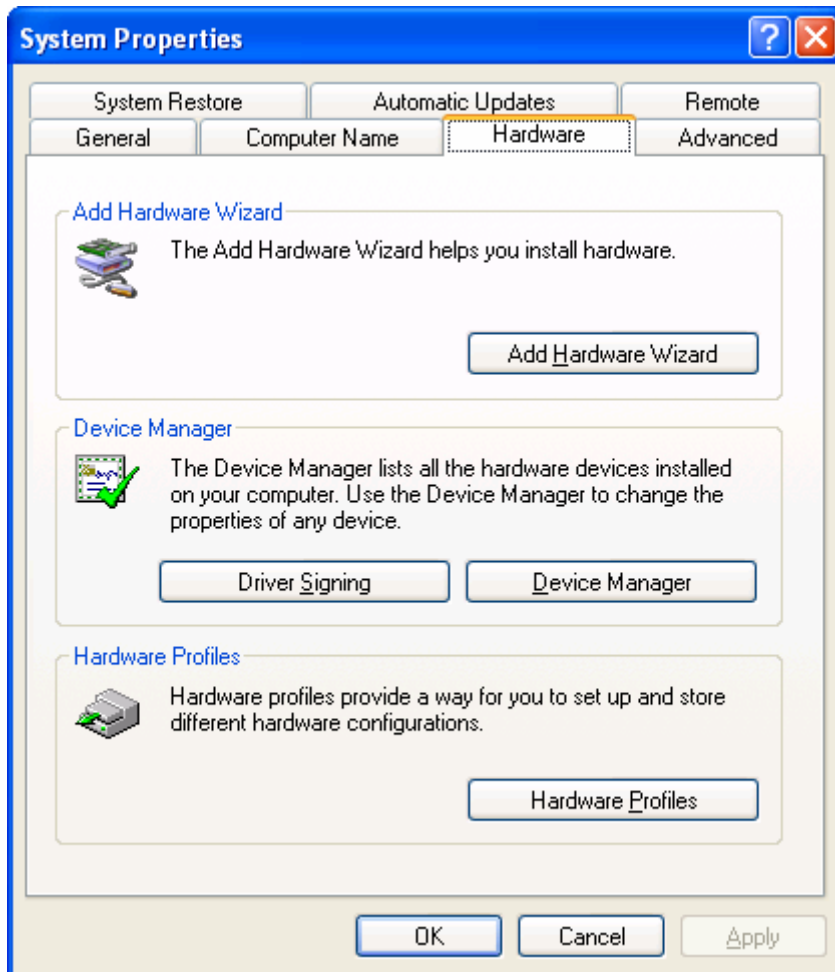 System Properties
System Restore Automatic Updates Remote
General Computer Name Hardware Advanced
Add Hardware Wizard
The Add Hardware Wizard helps you install hardware.
Add Hardware Wizard
Device Manager
The Device Manager lists all the hardware devices installed
on your computer. Use the Device Manager to change the
properties of any device.
Driver Signing Device Manager
Hardware Profiles
Hardware profiles provide a way for you to set up and store
different hardware configurations.
Hardware Profiles
OK Cancel Apply